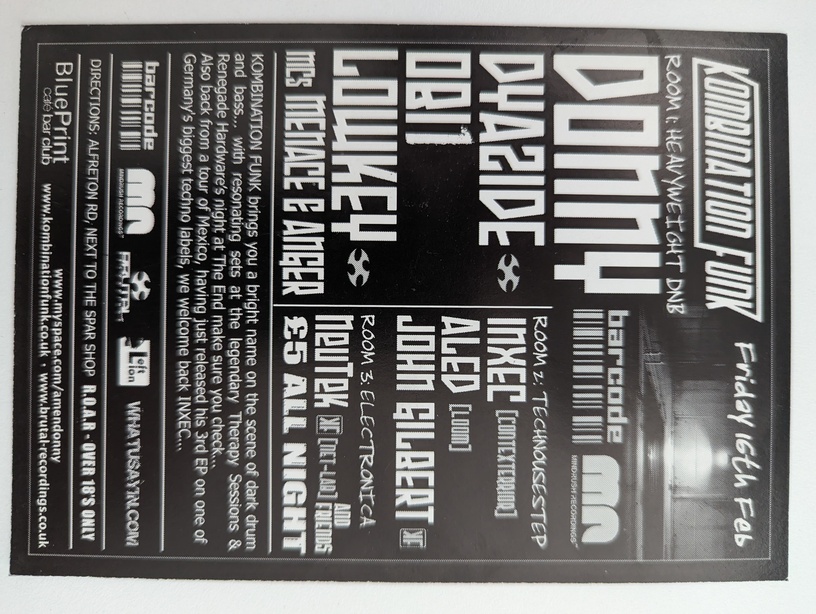 KOMBINATION FUNK
Friday 16th Feb
ROOM 1: HEAVYWEIGHT DNB
DONNY
barcode
MINDRUSH RECORDINGS™
DYAZIDE
OBI1
LOWKEY
MCs MENACE & ANGER
ROOM 2: TECHNOUSESTEP
INXEC [CONTEXTERRIOR]
ALED [LOOM]
JOHN GILBERT KF
ROOM 3: ELECTRONICA
NEUTEK KF [NET-LAB] AND FRIENDS
£5 ALL NIGHT
KOMBINATION FUNK brings you a bright name on the scene of dark drum
and bass... with resonating sets at the legendary Therapy Sessions &
Renegade Hardware's night at The End make sure you check...
Also back from a tour of Mexico, having just released his 3rd EP on one of
Germany's biggest techno labels, we welcome back INXEC...
barcode
MINDRUSH RECORDINGS™
BRUTAL
Left Lion
WHATUSAYIN.COM
DIRECTIONS: ALFRETON RD, NEXT TO THE SPAR SHOP R.O.A.R - OVER 18'S ONLY
BluePrint
café bar club
www.myspace.com/amendonny
www.kombinationfunk.co.uk · www.brutal-recordings.co.uk